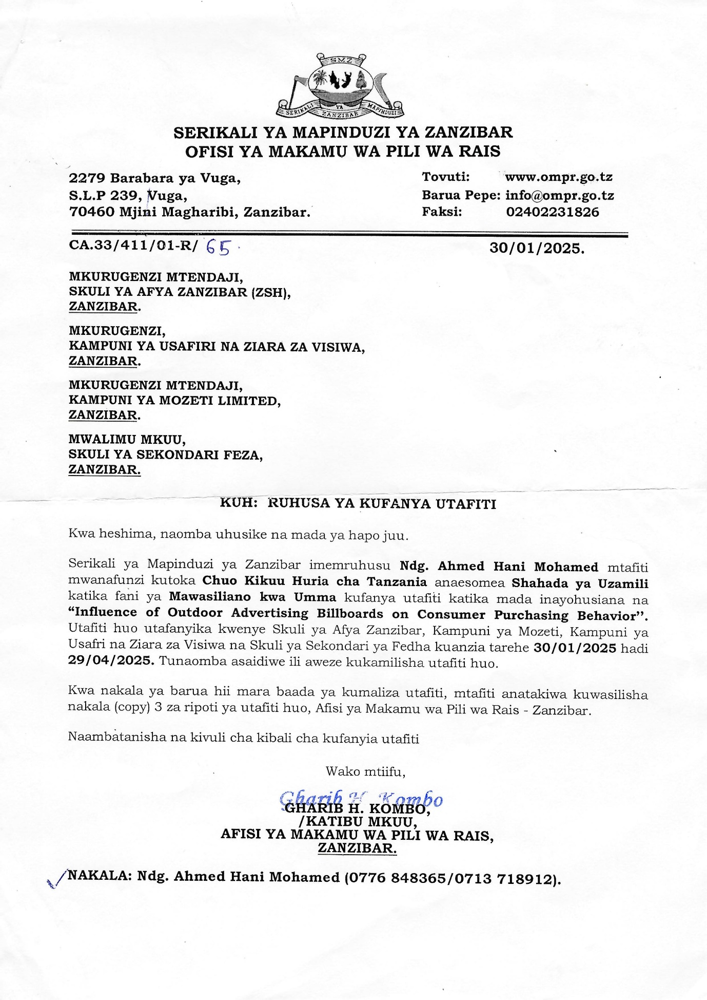 SMZ
SERIKALI YA MAPINDUZI
ZANZIBAR
SERIKALI YA MAPINDUZI YA ZANZIBAR
OFISI YA MAKAMU WA PILI WA RAIS
2279 Barabara ya Vuga,
S.L.P 239, Vuga,
70460 Mjini Magharibi, Zanzibar.
Tovuti: www.ompr.go.tz
Barua Pepe: info@ompr.go.tz
Faksi: 02402231826
CA.33/411/01-R/ 65.
30/01/2025.
MKURUGENZI MTENDAJI,
SKULI YA AFYA ZANZIBAR (ZSH),
ZANZIBAR.
MKURUGENZI,
KAMPUNI YA USAFIRI NA ZIARA ZA VISIWA,
ZANZIBAR.
MKURUGENZI MTENDAJI,
KAMPUNI YA MOZETI LIMITED,
ZANZIBAR.
MWALIMU MKUU,
SKULI YA SEKONDARI FEZA,
ZANZIBAR.
KUH: RUHUSA YA KUFANYA UTAFITI
Kwa heshima, naomba uhusike na mada ya hapo juu.
Serikali ya Mapinduzi ya Zanzibar imemruhusu Ndg. Ahmed Hani Mohamed mtafiti
mwanafunzi kutoka Chuo Kikuu Huria cha Tanzania anaesomea Shahada ya Uzamili
katika fani ya Mawasiliano kwa Umma kufanya utafiti katika mada inayohusiana na
“Influence of Outdoor Advertising Billboards on Consumer Purchasing Behavior”.
Utafiti huo utafanyika kwenye Skuli ya Afya Zanzibar, Kampuni ya Mozeti, Kampuni ya
Usafri na Ziara za Visiwa na Skuli ya Sekondari ya Fedha kuanzia tarehe 30/01/2025 hadi
29/04/2025. Tunaomba asaidiwe ili aweze kukamilisha utafiti huo.
Kwa nakala ya barua hii mara baada ya kumaliza utafiti, mtafiti anatakiwa kuwasilisha
nakala (copy) 3 za ripoti ya utafiti huo, Afisi ya Makamu wa Pili wa Rais - Zanzibar.
Naambatanisha na kivuli cha kibali cha kufanyia utafiti
Wako mtiifu,
Gharib H Kombo
GHARIB H. KOMBO,
/KATIBU MKUU,
AFISI YA MAKAMU WA PILI WA RAIS,
ZANZIBAR.
NAKALA: Ndg. Ahmed Hani Mohamed (0776 848365/0713 718912).